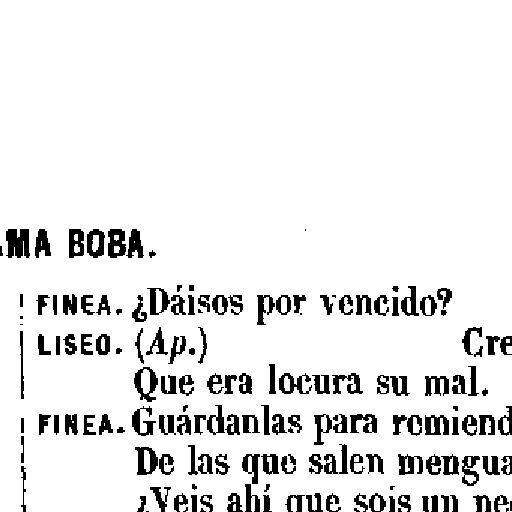 AMA BOBA.
FINEA. ¿Dáisos por vencido?
LISEO. (Ap.) Cre
Que era locura su mal.
FINEA. Guárdanlas para remiend
De las que salen mengua
¿Veis ahí que sois un ne